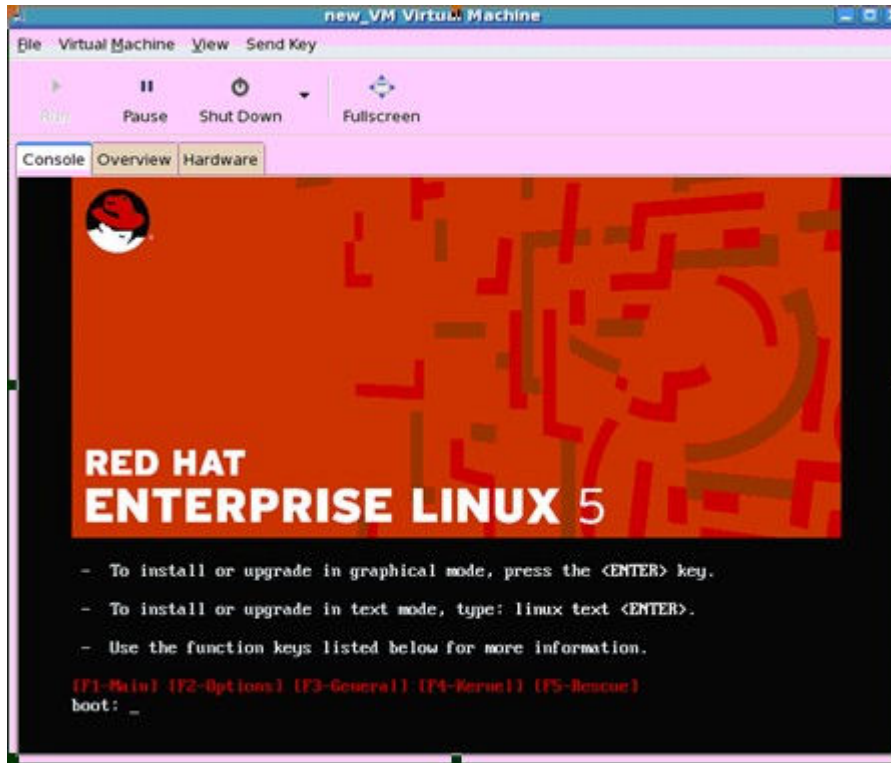 new_VM Virtual Machine
File Virtual Machine View Send Key
Run Pause Shut Down Fullscreen
Console Overview Hardware
RED HAT
ENTERPRISE LINUX 5
- To install or upgrade in graphical mode, press the <ENTER> key.
- To install or upgrade in text mode, type: linux text <ENTER>.
- Use the function keys listed below for more information.
[F1-Main] [F2-Options] [F3-General] [F4-Kernel] [F5-Rescue]
boot: _